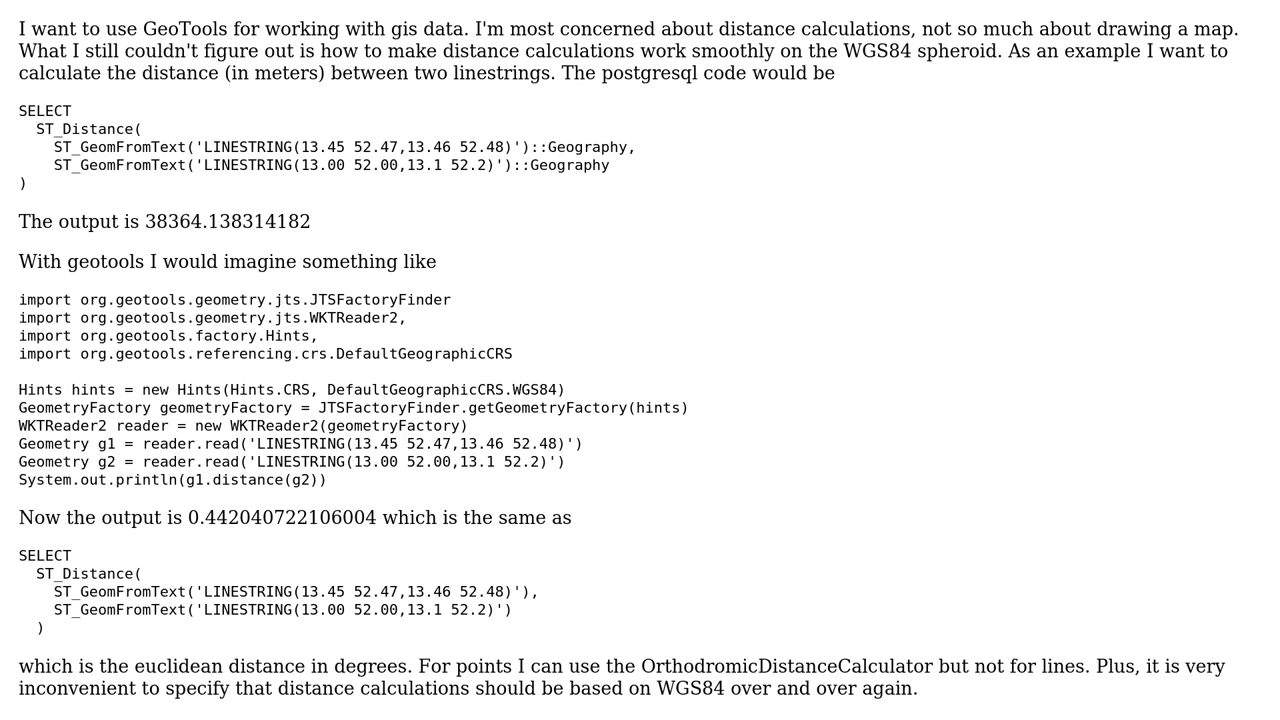 I want to use GeoTools for working with gis data. I'm most concerned about distance calculations, not so much about drawing a map.
What I still couldn't figure out is how to make distance calculations work smoothly on the WGS84 spheroid. As an example I want to
calculate the distance (in meters) between two linestrings. The postgresql code would be
SELECT
  ST_Distance(
    ST_GeomFromText('LINESTRING(13.45 52.47,13.46 52.48)')::Geography,
    ST_GeomFromText('LINESTRING(13.00 52.00,13.1 52.2)')::Geography
)
The output is 38364.138314182
With geotools I would imagine something like
import org.geotools.geometry.jts.JTSFactoryFinder
import org.geotools.geometry.jts.WKTReader2,
import org.geotools.factory.Hints,
import org.geotools.referencing.crs.DefaultGeographicCRS
Hints hints = new Hints(Hints.CRS, DefaultGeographicCRS.WGS84)
GeometryFactory geometryFactory = JTSFactoryFinder.getGeometryFactory(hints)
WKTReader2 reader = new WKTReader2(geometryFactory)
Geometry g1 = reader.read('LINESTRING(13.45 52.47,13.46 52.48)')
Geometry g2 = reader.read('LINESTRING(13.00 52.00,13.1 52.2)')
System.out.println(g1.distance(g2))
Now the output is 0.442040722106004 which is the same as
SELECT
  ST_Distance(
    ST_GeomFromText('LINESTRING(13.45 52.47,13.46 52.48)'),
    ST_GeomFromText('LINESTRING(13.00 52.00,13.1 52.2)')
  )
which is the euclidean distance in degrees. For points I can use the OrthodromicDistanceCalculator but not for lines. Plus, it is very
inconvenient to specify that distance calculations should be based on WGS84 over and over again.